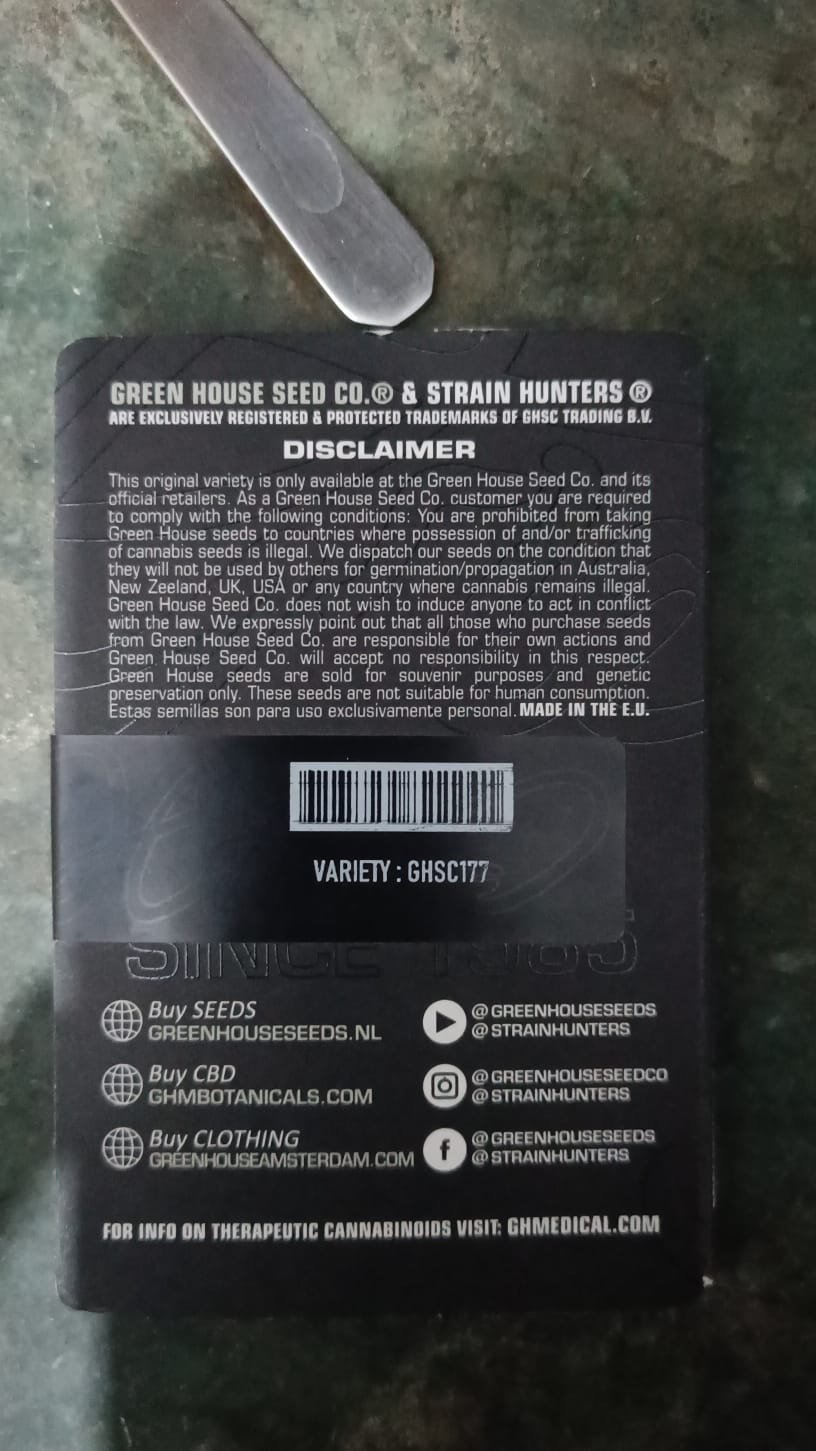 GREEN HOUSE SEED CO.® & STRAIN HUNTERS ®
ARE EXCLUSIVELY REGISTERED & PROTECTED TRADEMARKS OF GHSC TRADING B.V.
DISCLAIMER
This original variety is only available at the Green House Seed Co. and its
official retailers. As a Green House Seed Co. customer you are required
to comply with the following conditions: You are prohibited from taking
Green House seeds to countries where possession of and/or trafficking
of cannabis seeds is illegal. We dispatch our seeds on the condition that
they will not be used by others for germination/propagation in Australia,
New Zeeland, UK, USA or any country where cannabis remains illegal.
Green House Seed Co. does not wish to induce anyone to act in conflict
with the law. We expressly point out that all those who purchase seeds
from Green House Seed Co. are responsible for their own actions and
Green House Seed Co. will accept no responsibility in this respect.
Green House seeds are sold for souvenir purposes and genetic
preservation only. These seeds are not suitable for human consumption.
Estas semillas son para uso exclusivamente personal. MADE IN THE E.U.
VARIETY : GHSC177
SINCE 1985
Buy SEEDS
GREENHOUSESEEDS.NL
@GREENHOUSESEEDS
@STRAINHUNTERS
Buy CBD
GHMBOTANICALS.COM
@GREENHOUSESEEDCO
@STRAINHUNTERS
Buy CLOTHING
GREENHOUSEAMSTERDAM.COM
@GREENHOUSESEEDS
@STRAINHUNTERS
FOR INFO ON THERAPEUTIC CANNABINOIDS VISIT: GHMEDICAL.COM